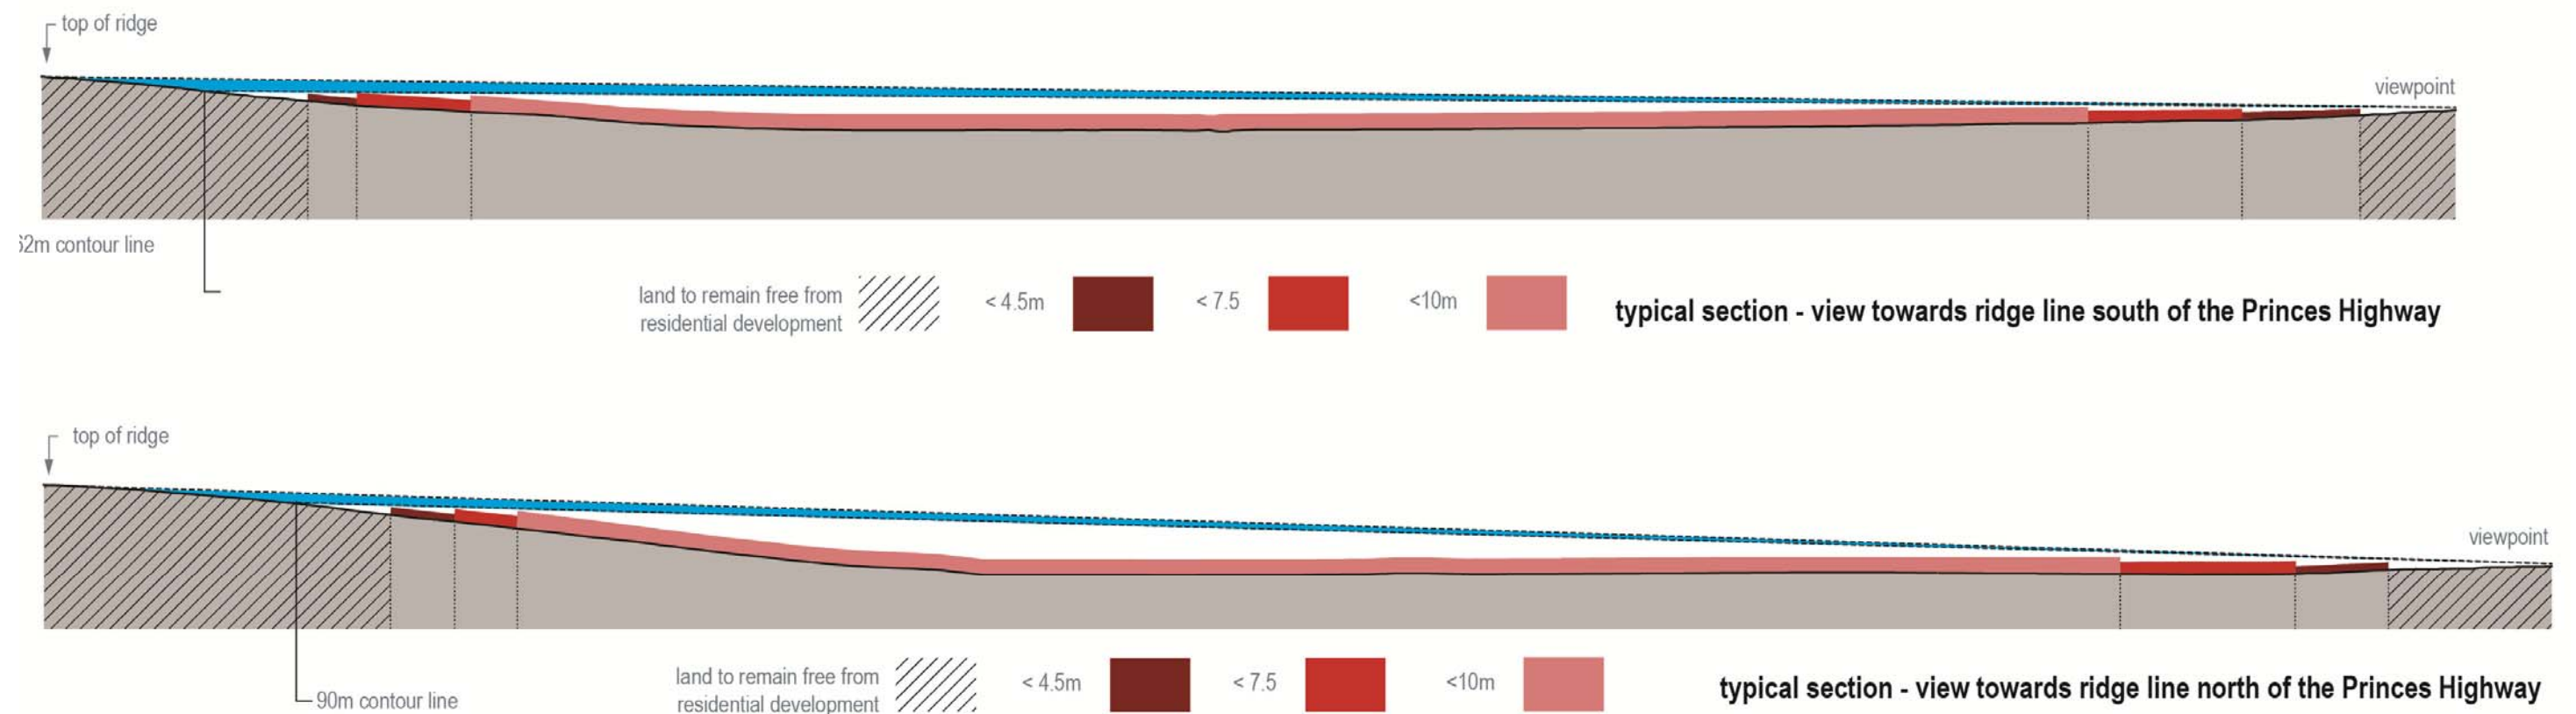 top of ridge
viewpoint
2m contour line
land to remain free from
residential development
< 4.5m
< 7.5
<10m
typical section - view towards ridge line south of the Princes Highway
top of ridge
viewpoint
90m contour line
land to remain free from
residential development
< 4.5m
< 7.5
<10m
typical section - view towards ridge line north of the Princes Highway